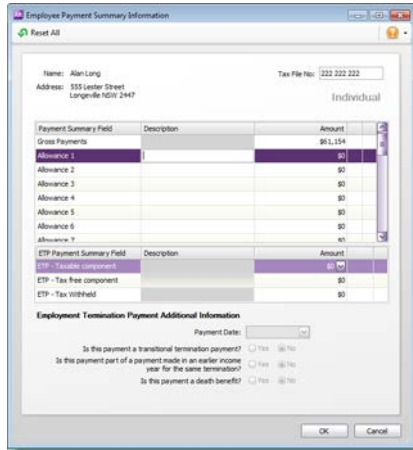 Employee Payment Summary Information
Reset All
Name: Alan Long
Tax File No: 222 222 222
Address: 555 Lester Street
Longeville NSW 2447
Individual
Payment Summary Field Description Amount
Gross Payments $61,154
Allowance 1 $0
Allowance 2 $0
Allowance 3 $0
Allowance 4 $0
Allowance 5 $0
Allowance 6 $0
Allowance 7 $0
ETP Payment Summary Field Description Amount
ETP - Taxable component $0
ETP - Tax free component $0
ETP - Tax Withheld $0
Employment Termination Payment Additional Information
Payment Date:
Is this payment a transitional termination payment? Yes No
Is this payment part of a payment made in an earlier income
year for the same termination? Yes No
Is this payment a death benefit? Yes No
OK Cancel